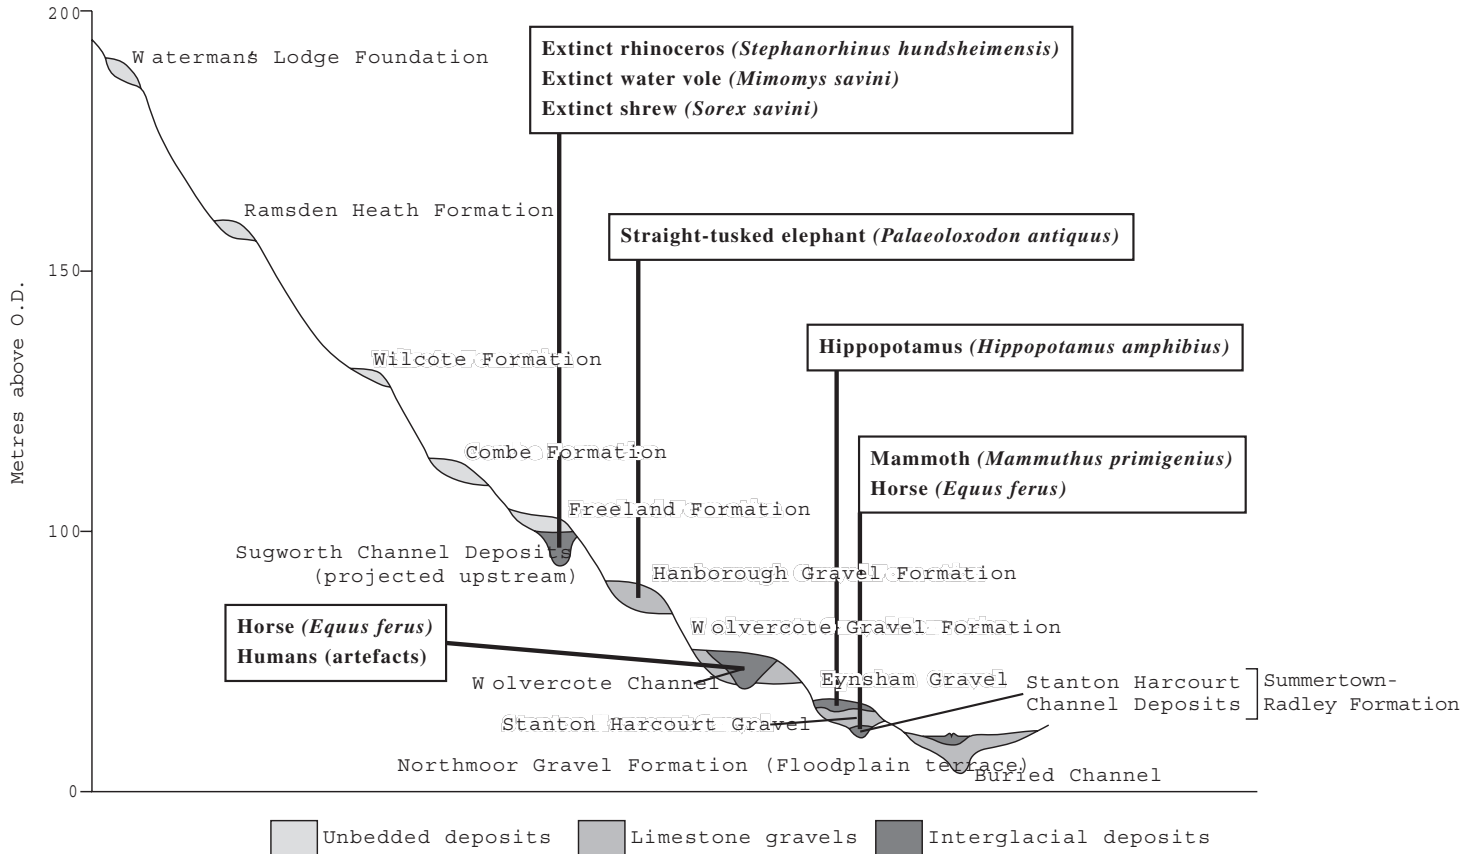 200
Waterman's Lodge Foundation
Extinct rhinoceros (Stephanorhinus hundsheimensis)
Extinct water vole (Mimomys savini)
Extinct shrew (Sorex savini)
Ramsden Heath Formation
Straight-tusked elephant (Palaeoloxodon antiquus)
150
Metres above O.D.
Hippopotamus (Hippopotamus amphibius)
Wilcote Formation
Combe Formation
Mammoth (Mammuthus primigenius)
Horse (Equus ferus)
Freeland Formation
100
Sugworth Channel Deposits
(projected upstream)
Hanborough Gravel Formation
Horse (Equus ferus)
Humans (artefacts)
Wolvercote Gravel Formation
Wolvercote Channel
Eynsham Gravel
Stanton Harcourt
Channel Deposits
Summertown-
Radley Formation
Stanton Harcourt Gravel
Northmoor Gravel Formation (Floodplain terrace)
Buried Channel
0
Unbedded deposits
Limestone gravels
Interglacial deposits